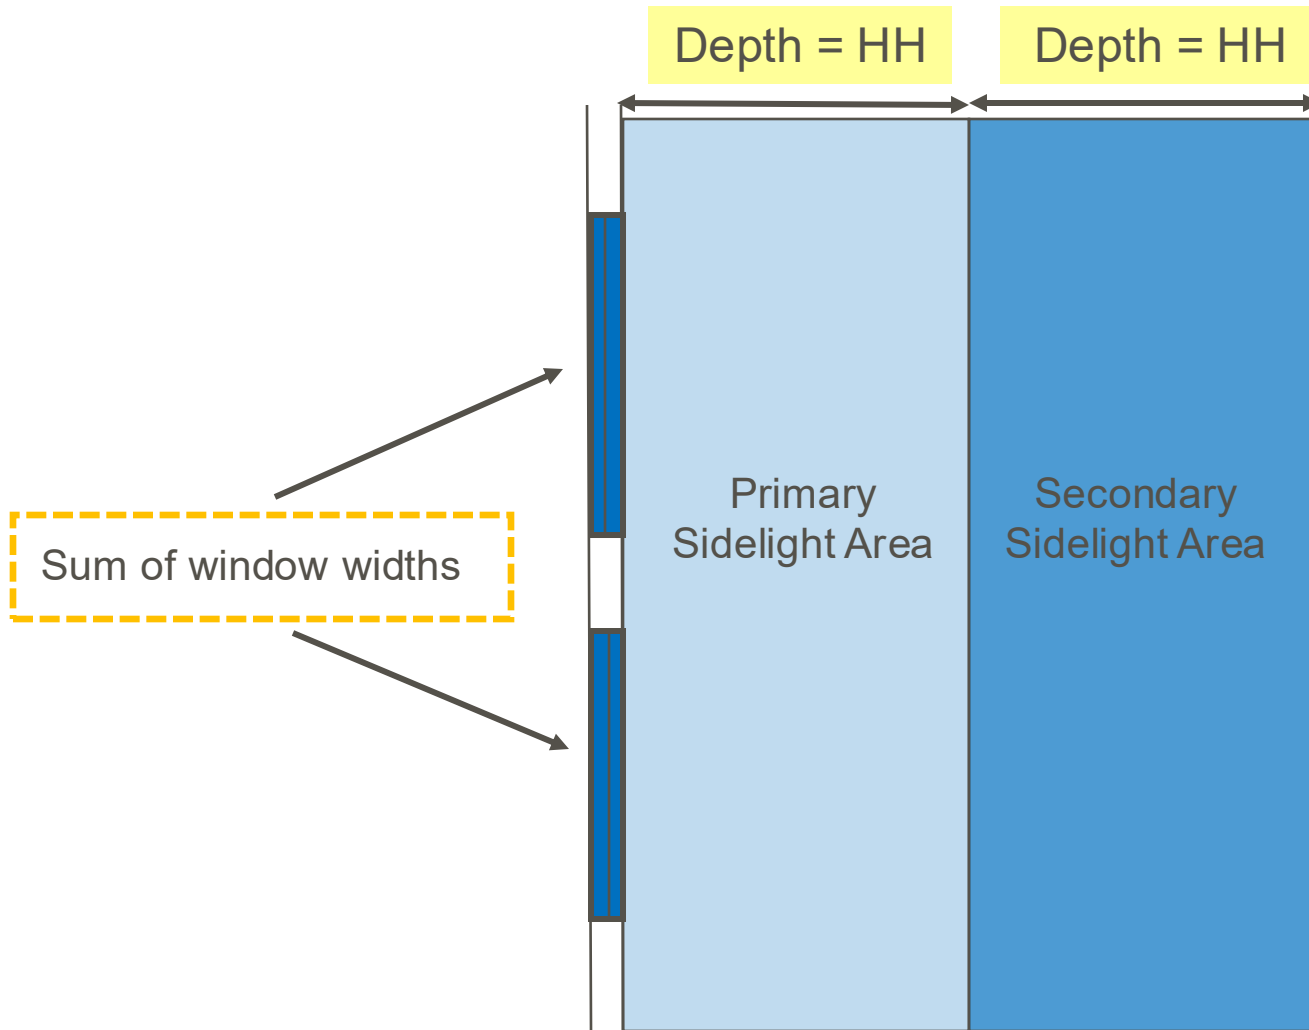 Depth = HH
Depth = HH
Primary
Sidelight Area
Secondary
Sidelight Area
Sum of window widths